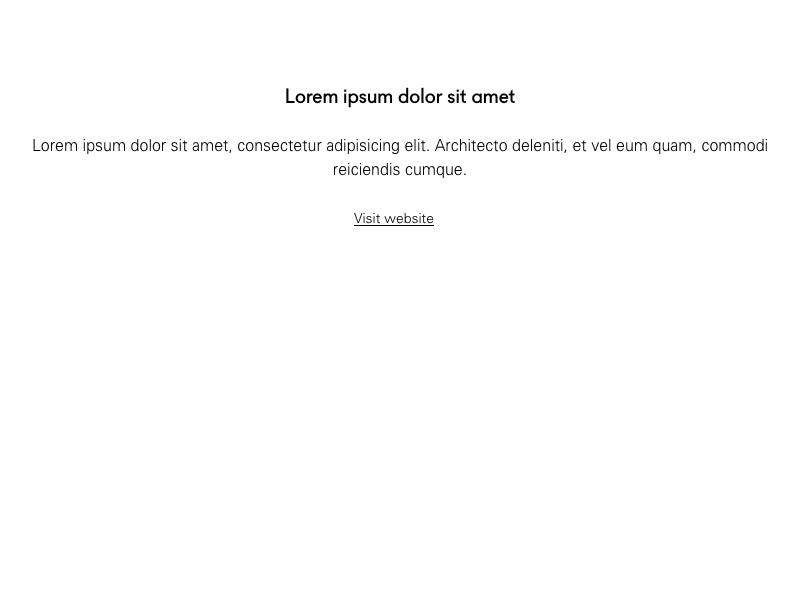 Lorem ipsum dolor sit amet
Lorem ipsum dolor sit amet, consectetur adipisicing elit. Architecto deleniti, et vel eum quam, commodi
reiciendis cumque.
Visit website